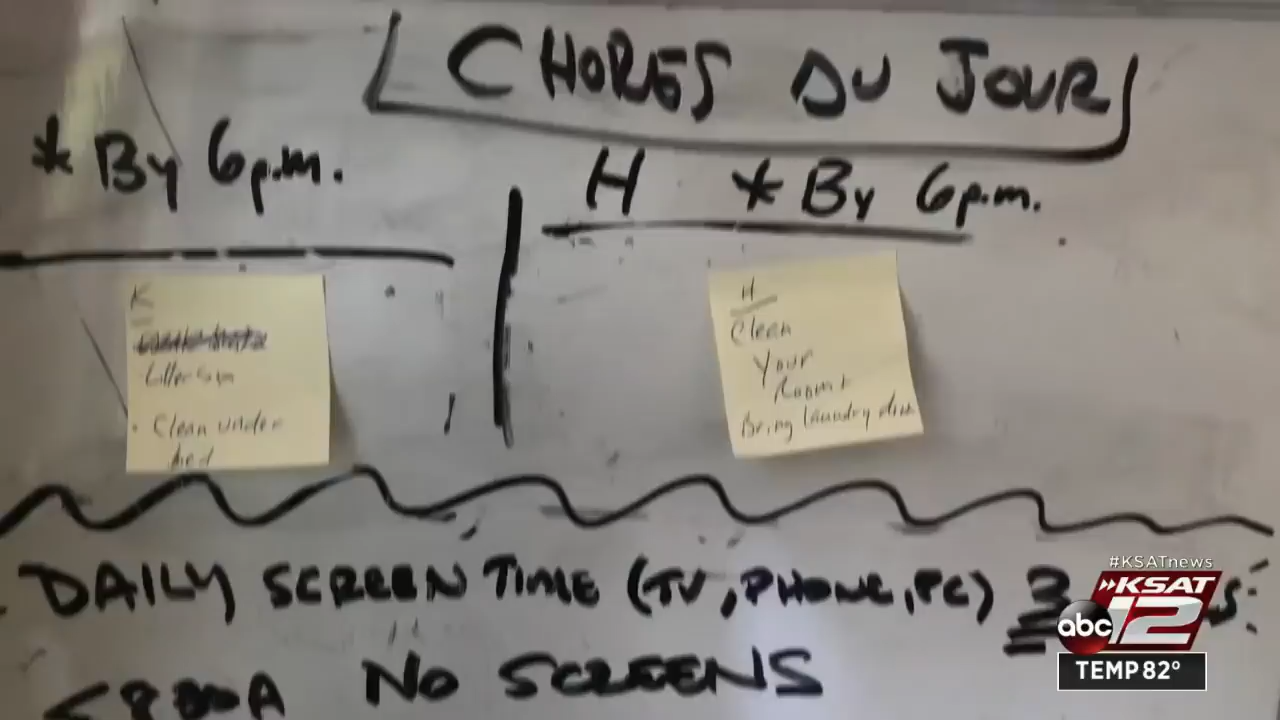 CHORES DU JOUR
* By 6p.m.
H * By 6p.m.
K
Clean under
bed
H
Clean
Your
Room +
Bring laundry down
DAILY SCREEN TIME (TV, PHONE, PC) 3
NO SCREENS
#KSATnews
KSAT
abc 12
TEMP 82°